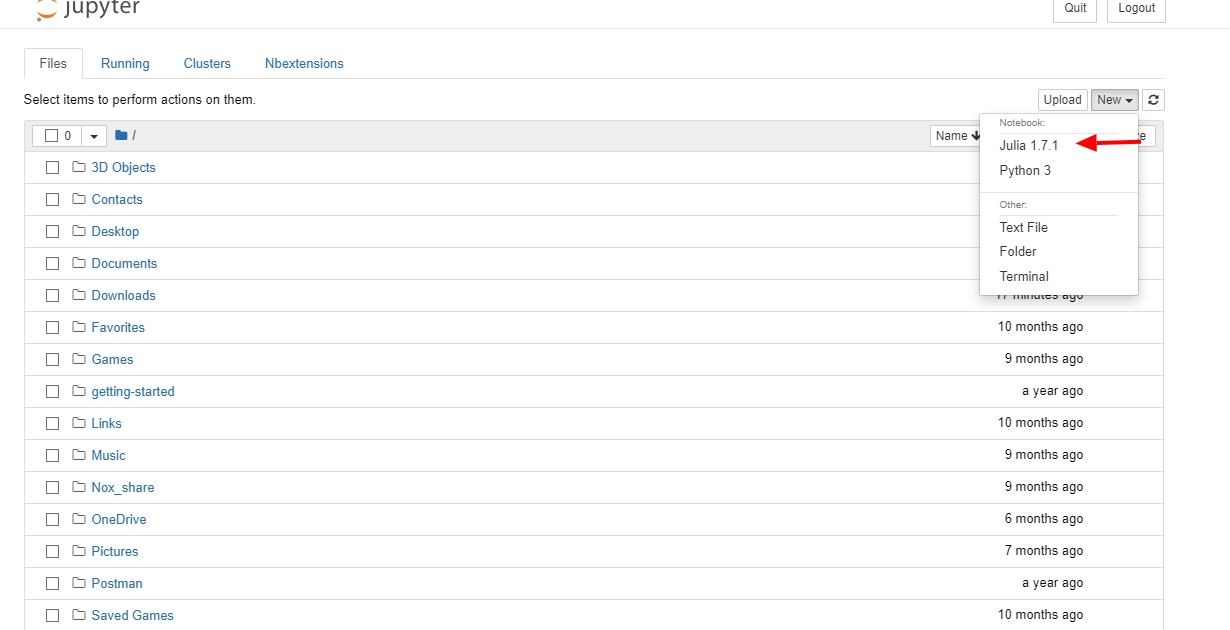 jupyter
Quit Logout
Files Running Clusters Nbextensions
Select items to perform actions on them.
Upload New
0 / Name
Notebook:
Julia 1.7.1
Python 3
Other:
Text File
Folder
Terminal
3D Objects
Contacts
Desktop
Documents
Downloads 17 minutes ago
Favorites 10 months ago
Games 9 months ago
getting-started a year ago
Links 10 months ago
Music 9 months ago
Nox_share 9 months ago
OneDrive 6 months ago
Pictures 7 months ago
Postman a year ago
Saved Games 10 months ago